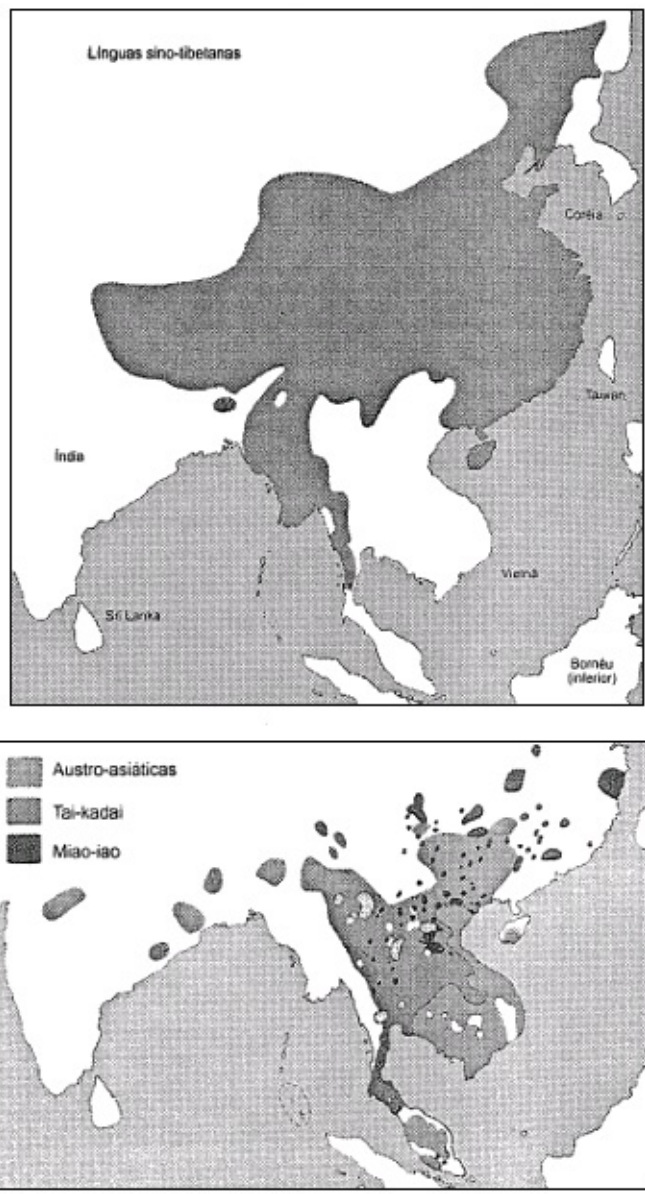 Línguas sino-tibetanas
Coréia
Taiwan
Índia
Vietnã
Sri Lanka
Bornéu
(inferior)
Austro-asiáticas
Tai-kadai
Miao-iao